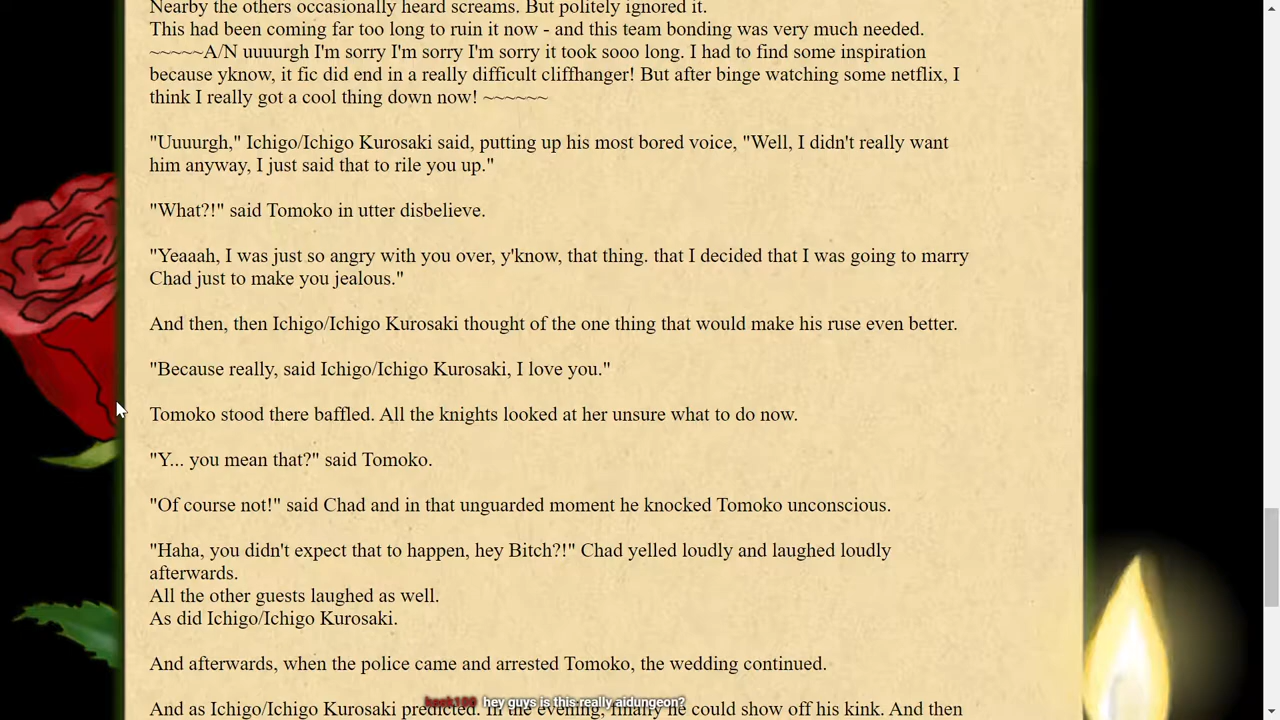 Nearby the others occasionally heard screams. But politely ignored it.
This had been coming far too long to ruin it now - and this team bonding was very much needed.
~~~~~A/N uuuurgh I'm sorry I'm sorry I'm sorry it took sooo long. I had to find some inspiration
because yknow, it fic did end in a really difficult cliffhanger! But after binge watching some netflix, I
think I really got a cool thing down now! ~~~~~~
"Uuuurgh," Ichigo/Ichigo Kurosaki said, putting up his most bored voice, "Well, I didn't really want
him anyway, I just said that to rile you up."
"What?!" said Tomoko in utter disbelieve.
"Yeaaah, I was just so angry with you over, y'know, that thing. that I decided that I was going to marry
Chad just to make you jealous."
And then, then Ichigo/Ichigo Kurosaki thought of the one thing that would make his ruse even better.
"Because really, said Ichigo/Ichigo Kurosaki, I love you."
Tomoko stood there baffled. All the knights looked at her unsure what to do now.
"Y... you mean that?" said Tomoko.
"Of course not!" said Chad and in that unguarded moment he knocked Tomoko unconscious.
"Haha, you didn't expect that to happen, hey Bitch?!" Chad yelled loudly and laughed loudly
afterwards.
All the other guests laughed as well.
As did Ichigo/Ichigo Kurosaki.
And afterwards, when the police came and arrested Tomoko, the wedding continued.
And as Ichigo/Ichigo Kurosaki predicted. In the evening, finally he could show off his kink. And then
hey guys is this really aidungeon?